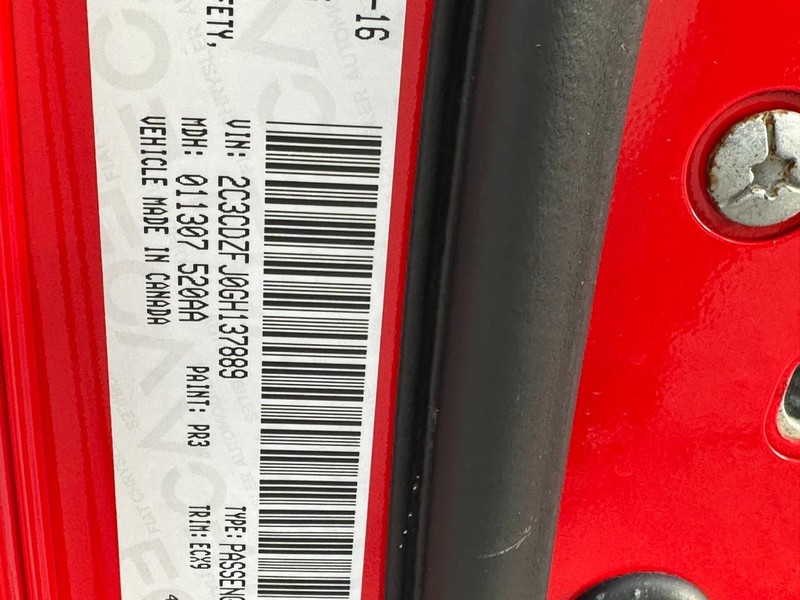 -16
FETY,
VIN: 2C3CDZFJ0GH137889
TYPE: PASSENG
MDH: 011307 520AA
PAINT: PR3
TRIM: ECX9
VEHICLE MADE IN CANADA